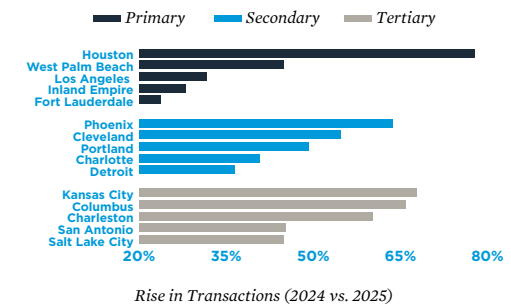 Primary Secondary Tertiary
Houston
West Palm Beach
Los Angeles
Inland Empire
Fort Lauderdale
Phoenix
Cleveland
Portland
Charlotte
Detroit
Kansas City
Columbus
Charleston
San Antonio
Salt Lake City
20% 35% 50% 65% 80%
Rise in Transactions (2024 vs. 2025)